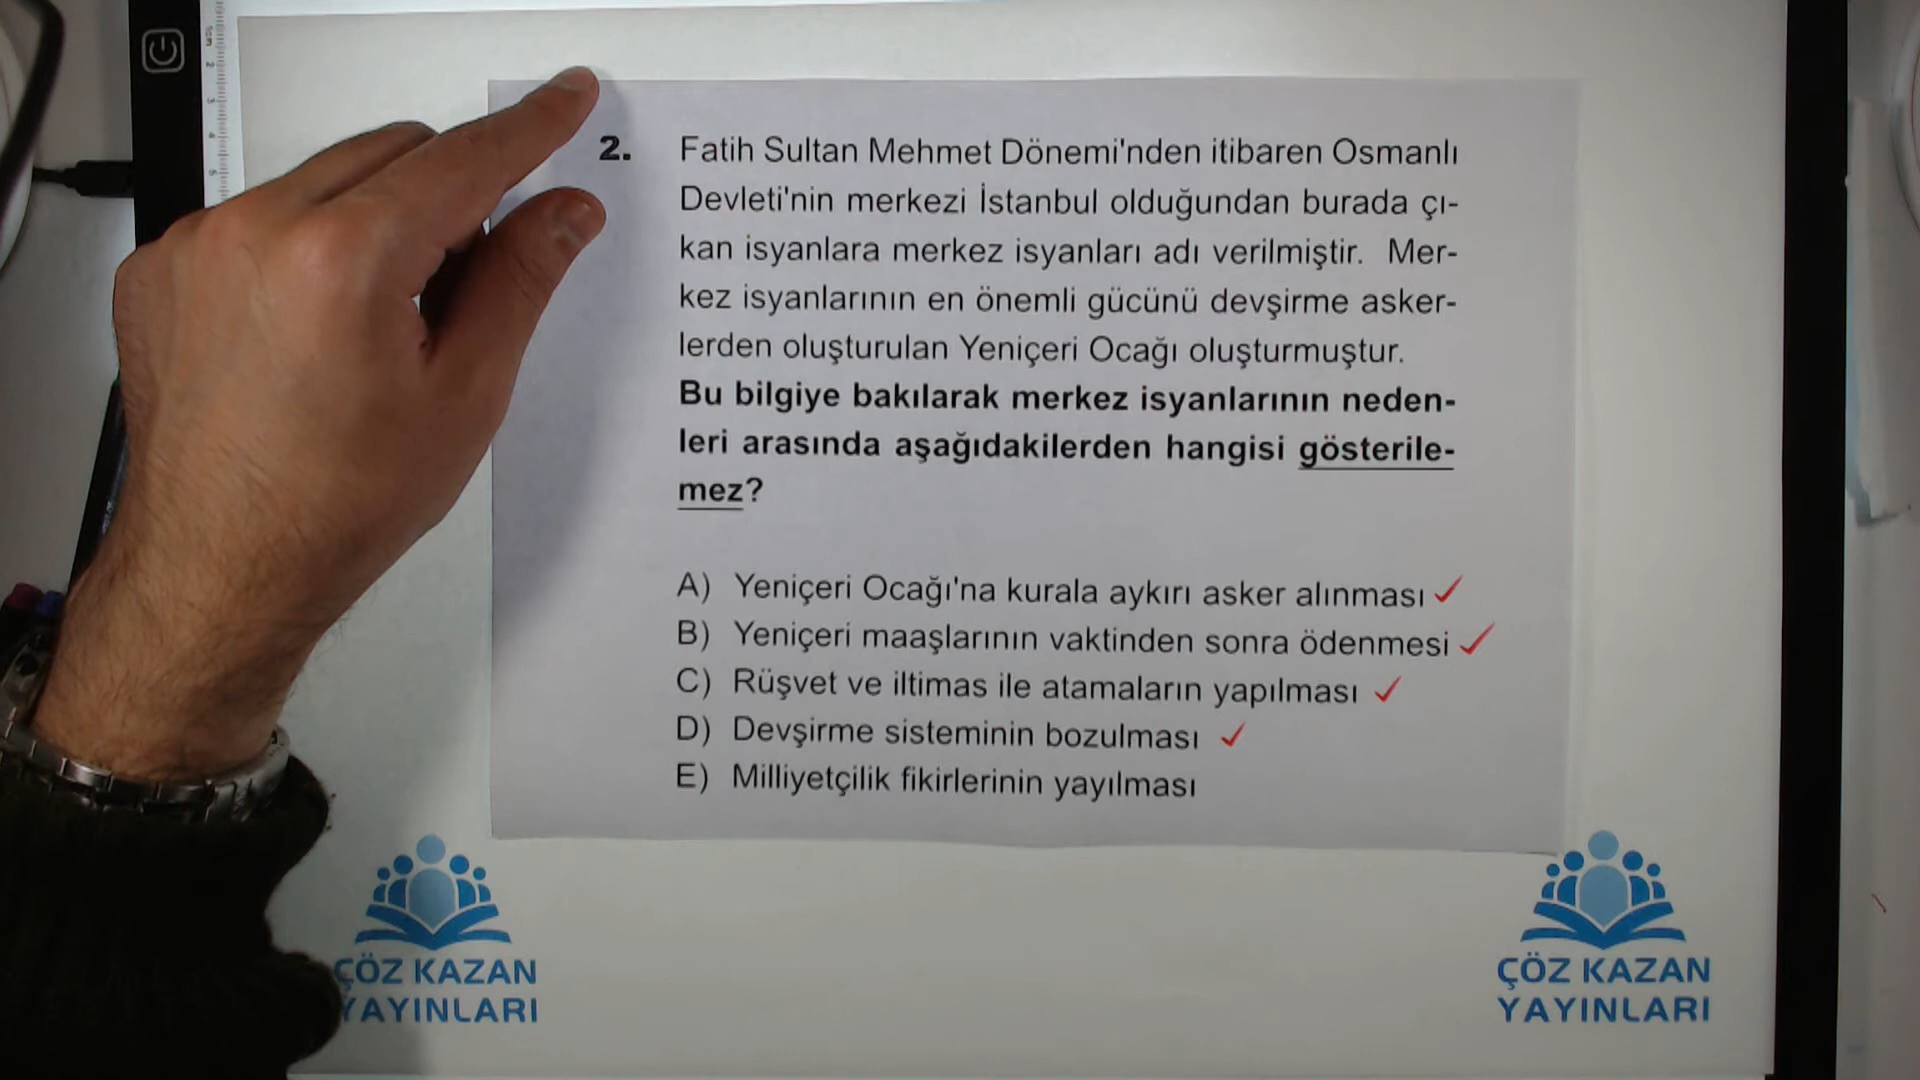 2. Fatih Sultan Mehmet Dönemi'nden itibaren Osmanlı
Devleti'nin merkezi İstanbul olduğundan burada çı-
kan isyanlara merkez isyanları adı verilmiştir. Mer-
kez isyanlarının en önemli gücünü devşirme asker-
lerden oluşturulan Yeniçeri Ocağı oluşturmuştur.
Bu bilgiye bakılarak merkez isyanlarının neden-
leri arasında aşağıdakilerden hangisi gösterile-
mez?
A) Yeniçeri Ocağı'na kurala aykırı asker alınması
B) Yeniçeri maaşlarının vaktinden sonra ödenmesi
C) Rüşvet ve iltimas ile atamaların yapılması
D) Devşirme sisteminin bozulması
E) Milliyetçilik fikirlerinin yayılması
ÇÖZ KAZAN
YAYINLARI
ÇÖZ KAZAN
YAYINLARI